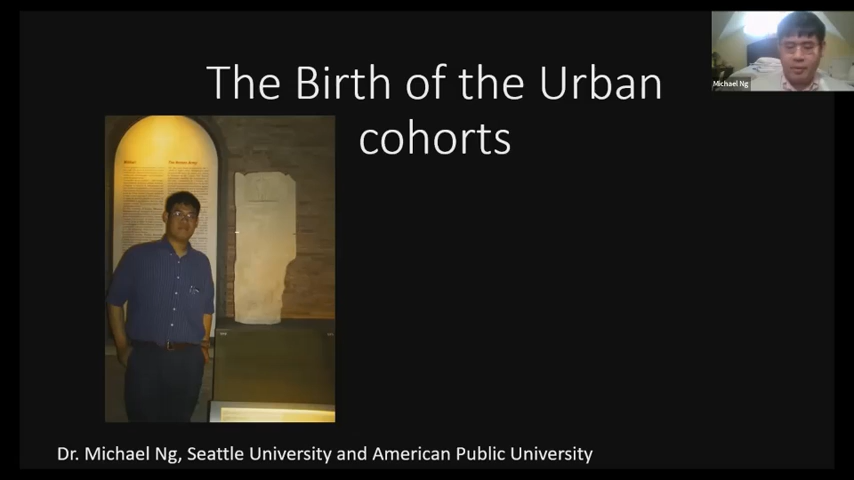 The Birth of the Urban
cohorts
Michael Ng
Dr. Michael Ng, Seattle University and American Public University